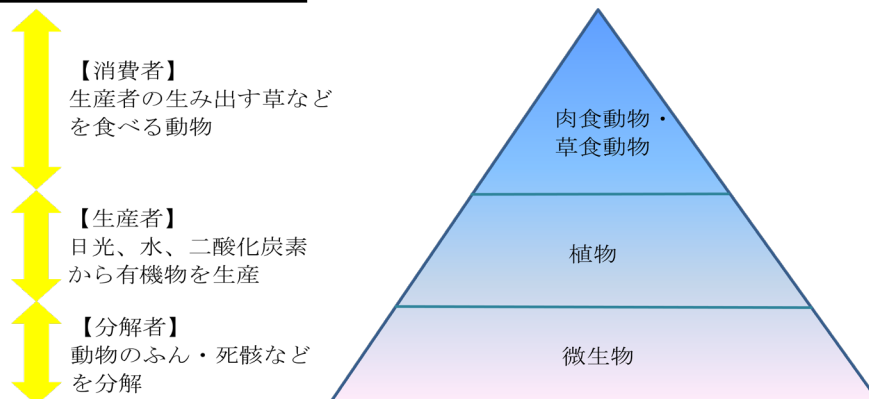 【消費者】
生産者の生み出す草など
を食べる動物
肉食動物・
草食動物
【生産者】
日光、水、二酸化炭素
から有機物を生産
植物
【分解者】
動物のふん・死骸など
を分解
微生物